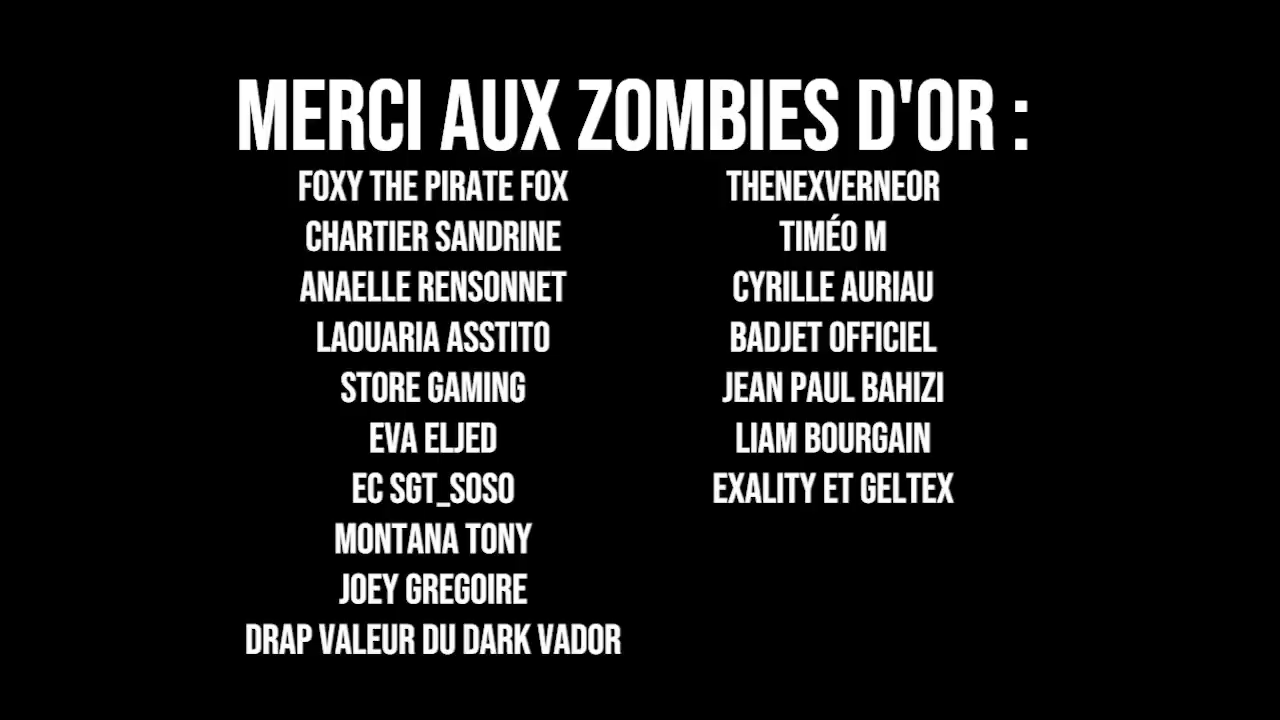 MERCI AUX ZOMBIES D'OR :
FOXY THE PIRATE FOX
CHARTIER SANDRINE
ANAELLE RENSONNET
LAOUARIA ASSTITO
STORE GAMING
EVA ELJED
EC SGT_SOSO
MONTANA TONY
JOEY GREGOIRE
DRAP VALEUR DU DARK VADOR
THENEXVERNEOR
TIMÉO M
CYRILLE AURIAU
BADJET OFFICIEL
JEAN PAUL BAHIZI
LIAM BOURGAIN
EXALITY ET GELTEX